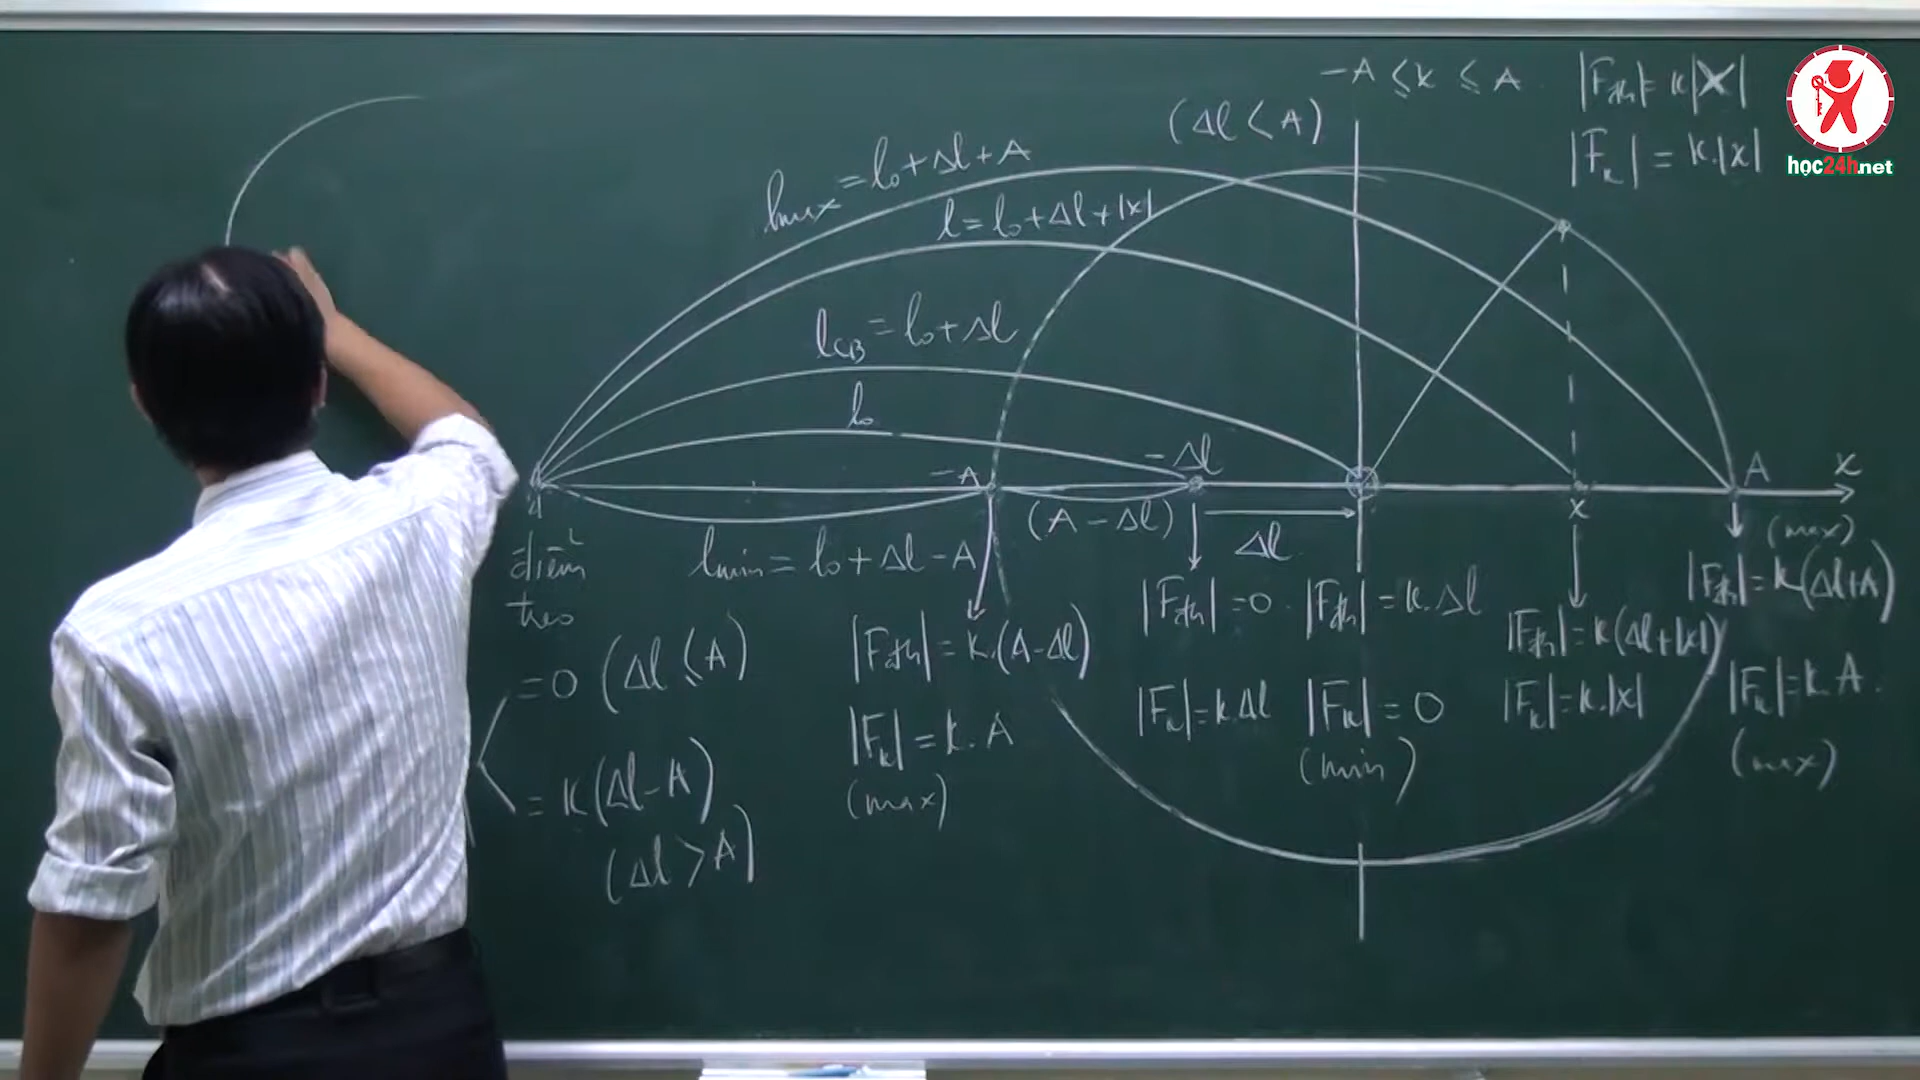 -A ≤ x ≤ A
|Fđh| = k|X|
|Fk| = k.|x|
học24h.net
(Δl < A)
lmax = l₀ + Δl + A
l = l₀ + Δl + |x|
lCB = l₀ + Δl
l₀
-A
-Δl
A
x
x
(A - Δl)
Δl
(max)
điểm
treo
lmin = l₀ + Δl - A
|Fđh| = 0
|Fđh| = k.Δl
|Fđh| = k(Δl+A)
|Fđh| = k.(A-Δl)
|Fđh| = k(Δl+|x|)
= 0 (Δl ≤ A)
|Fk| = k.A
(max)
|Fk| = k.Δl
|Fk| = 0
(min)
|Fk| = k.|x|
|Fk| = k.A
(max)
= k(Δl - A)
(Δl > A)